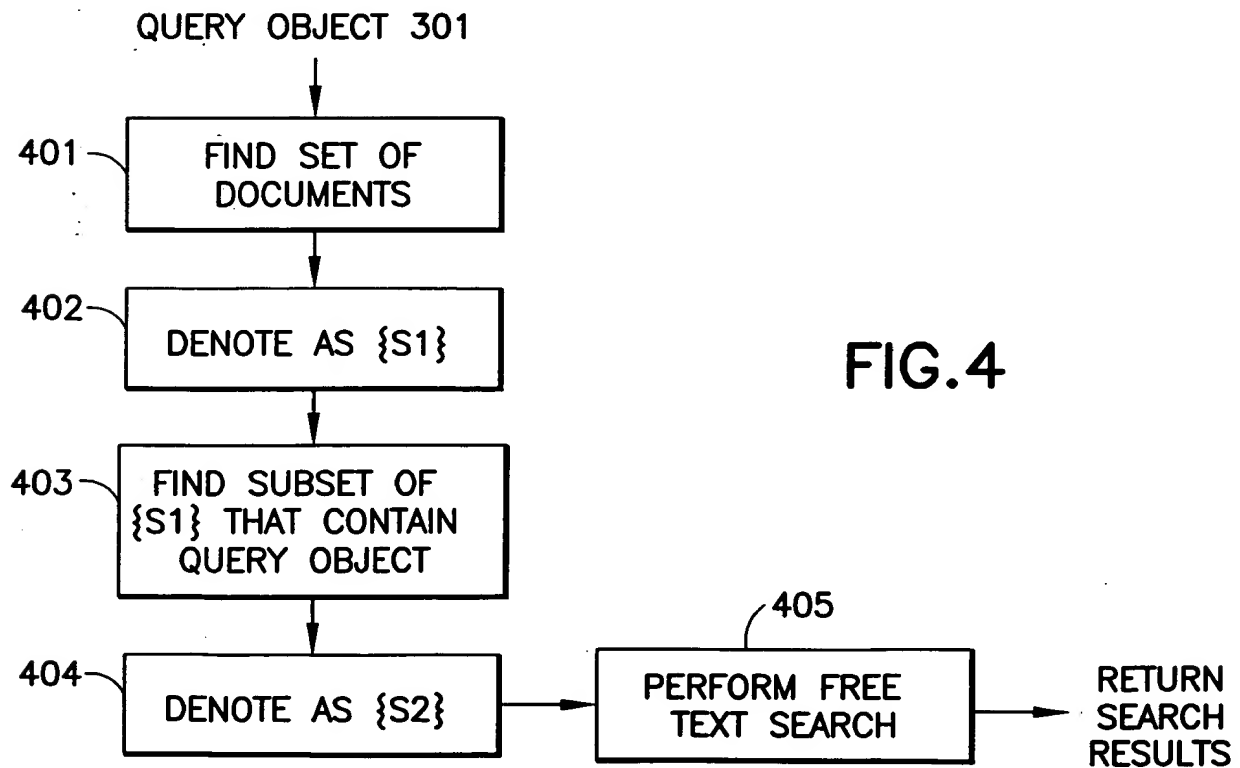 QUERY OBJECT 301
401
FIND SET OF
DOCUMENTS
402
DENOTE AS {S1}
FIG.4
403
FIND SUBSET OF
{S1} THAT CONTAIN
QUERY OBJECT
404
DENOTE AS {S2}
405
PERFORM FREE
TEXT SEARCH
RETURN
SEARCH
RESULTS